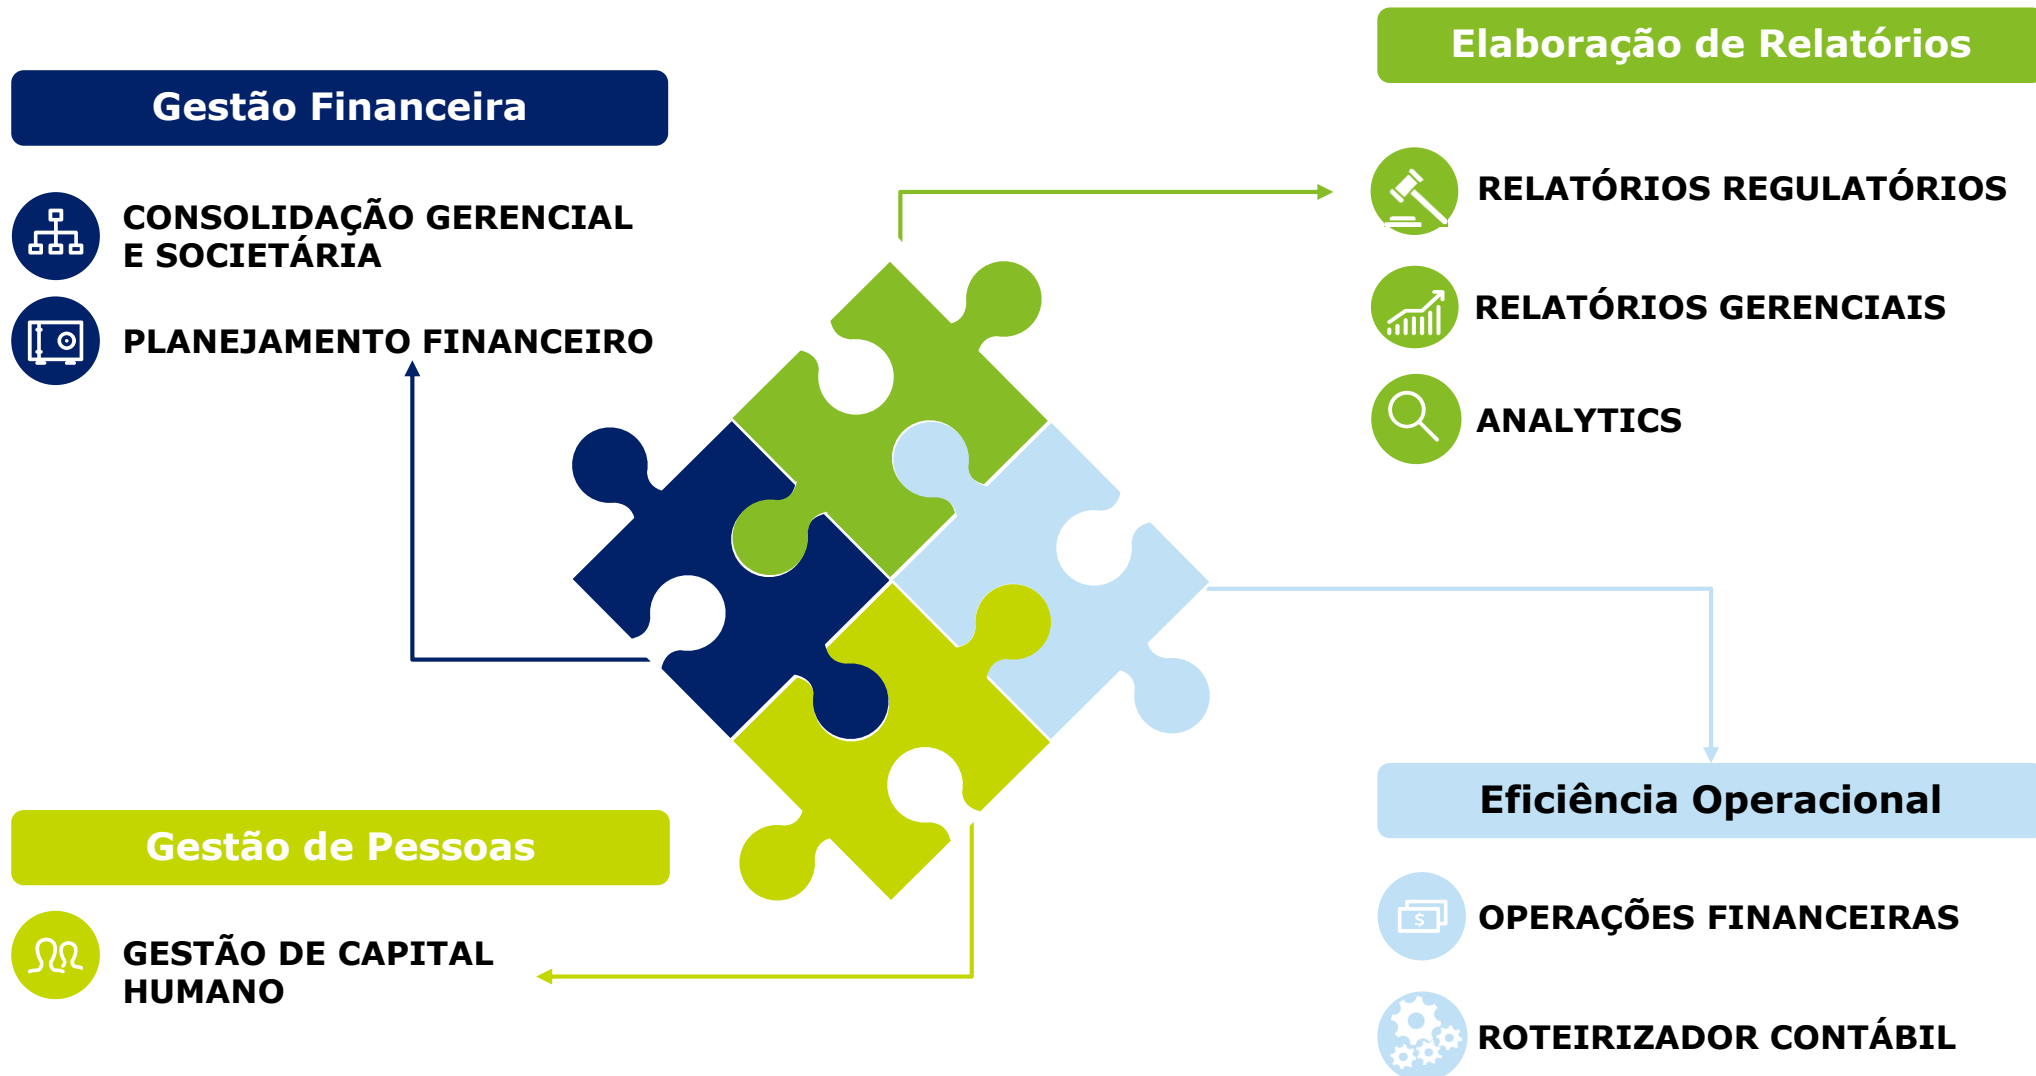 Gestão Financeira
CONSOLIDAÇÃO GERENCIAL
E SOCIETÁRIA
PLANEJAMENTO FINANCEIRO
Elaboração de Relatórios
RELATÓRIOS REGULATÓRIOS
RELATÓRIOS GERENCIAIS
ANALYTICS
Gestão de Pessoas
GESTÃO DE CAPITAL
HUMANO
Eficiência Operacional
$
OPERAÇÕES FINANCEIRAS
ROTEIRIZADOR CONTÁBIL